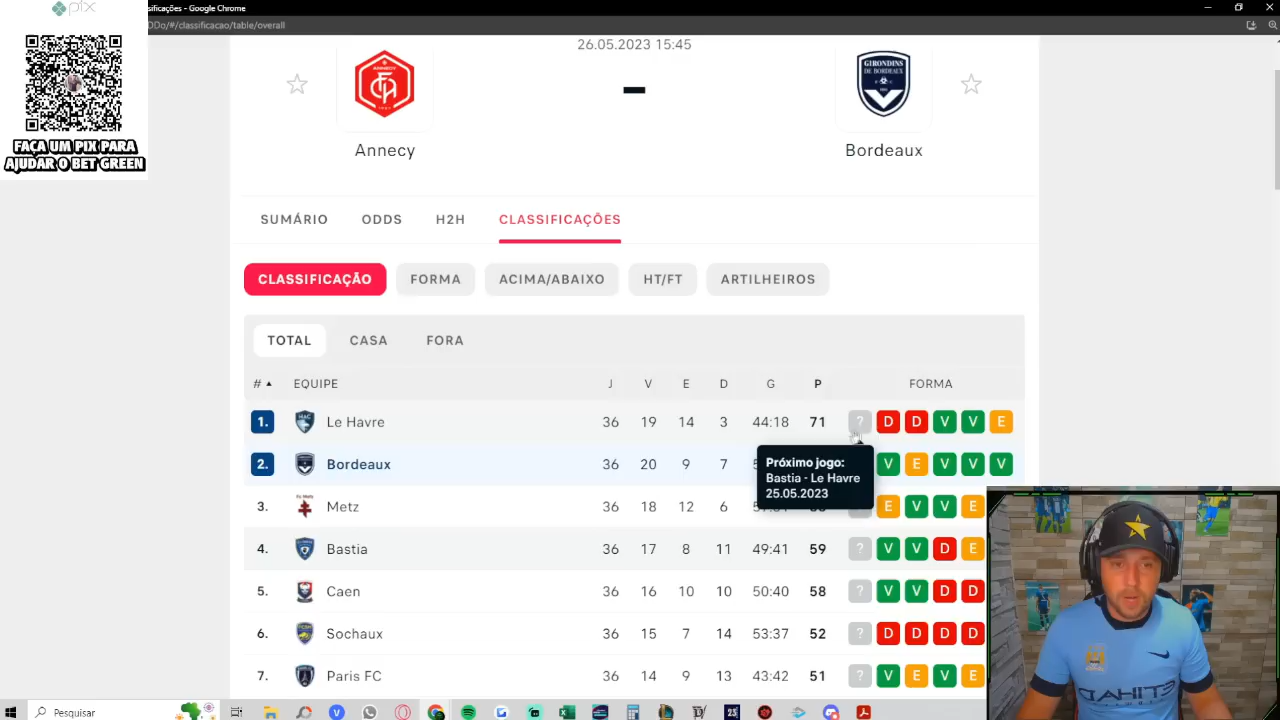 pix
sificações - Google Chrome
DDo/#/classificacao/table/overall
FAÇA UM PIX PARA
AJUDAR O BET GREEN
26.05.2023 15:45
ANNECY
GIRONDINS
DE BORDEAUX
-
Annecy
Bordeaux
SUMÁRIO ODDS H2H CLASSIFICAÇÕES
CLASSIFICAÇÃO FORMA ACIMA/ABAIXO HT/FT ARTILHEIROS
TOTAL CASA FORA
# EQUIPE J V E D G P FORMA
1. Le Havre 36 19 14 3 44:18 71 ? D D V V E
2. Bordeaux 36 20 9 7 V E V V V
Próximo jogo:
Bastia - Le Havre
25.05.2023
3. Metz 36 18 12 6 E V V E
4. Bastia 36 17 8 11 49:41 59 ? V V D E
5. Caen 36 16 10 10 50:40 58 ? V V D D
6. Sochaux 36 15 7 14 53:37 52 ? D D D D
7. Paris FC 36 14 9 13 43:42 51 ? V E V E
Pesquisar